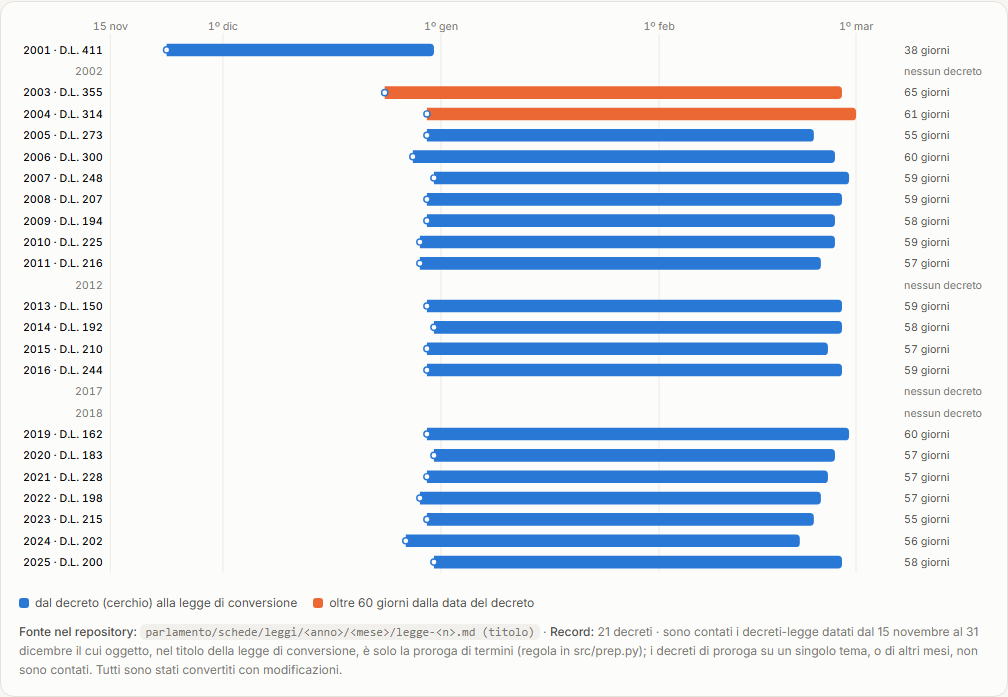 15 nov 1º dic 1º gen 1º feb 1º mar
2001 · D.L. 411 38 giorni
2002 nessun decreto
2003 · D.L. 355 65 giorni
2004 · D.L. 314 61 giorni
2005 · D.L. 273 55 giorni
2006 · D.L. 300 60 giorni
2007 · D.L. 248 59 giorni
2008 · D.L. 207 59 giorni
2009 · D.L. 194 58 giorni
2010 · D.L. 225 59 giorni
2011 · D.L. 216 57 giorni
2012 nessun decreto
2013 · D.L. 150 59 giorni
2014 · D.L. 192 58 giorni
2015 · D.L. 210 57 giorni
2016 · D.L. 244 59 giorni
2017 nessun decreto
2018 nessun decreto
2019 · D.L. 162 60 giorni
2020 · D.L. 183 57 giorni
2021 · D.L. 228 57 giorni
2022 · D.L. 198 57 giorni
2023 · D.L. 215 55 giorni
2024 · D.L. 202 56 giorni
2025 · D.L. 200 58 giorni
dal decreto (cerchio) alla legge di conversione oltre 60 giorni dalla data del decreto
Fonte nel repository: parlamento/schede/leggi/<anno>/<mese>/legge-<n>.md (titolo) · Record: 21 decreti · sono contati i decreti-legge datati dal 15 novembre al 31
dicembre il cui oggetto, nel titolo della legge di conversione, è solo la proroga di termini (regola in src/prep.py); i decreti di proroga su un singolo tema, o di altri mesi, non
sono contati. Tutti sono stati convertiti con modificazioni.